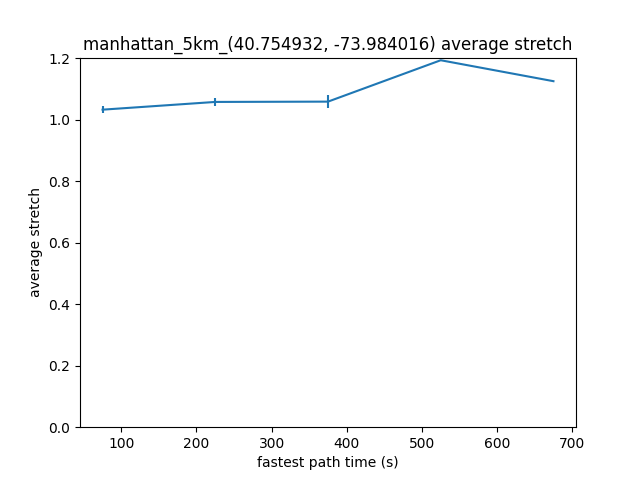 manhattan_5km_(40.754932, -73.984016) average stretch
1.2
1.0
0.8
0.6
0.4
0.2
0.0
average stretch
100 200 300 400 500 600 700
fastest path time (s)